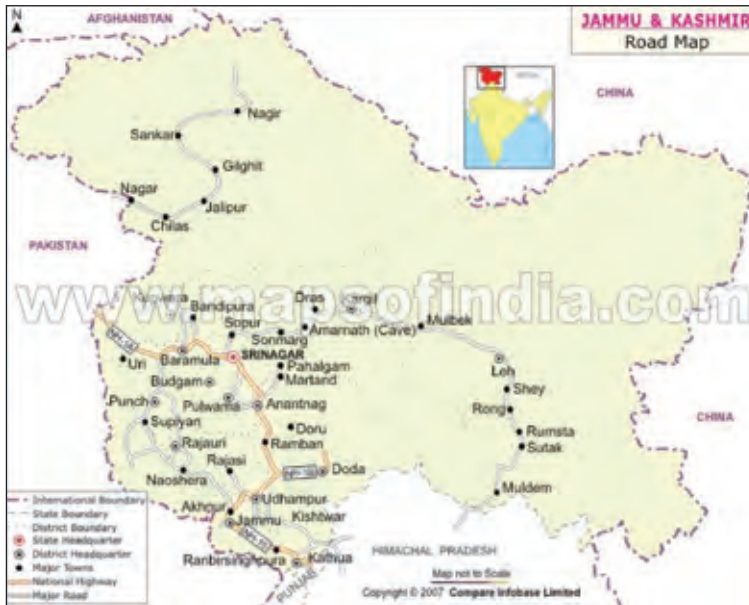 N
AFGHANISTAN
JAMMU & KASHMIR
Road Map
CHINA
Nagir
Sankar
Gilghit
Nagar
Jalipur
Chilas
PAKISTAN
www.mapsofindia.com
Bandipura
Dras
Sopur
Sonmarg
Amarnath (Cave)
Mulbek
Baramula
SRINAGAR
Uri
Leh
Budgam
Pahalgam
Martand
Shey
Punch
Pulwama
Anantnag
Rong
CHINA
Supiyan
Doru
Rumsta
Rajauri
Ramban
Sutak
Naoshera
Rajasi
Doda
Muldem
Akhnur
Udhampur
Jammu
Kishtwar
Ranbirsinghpura
Kathua
HIMACHAL PRADESH
PUNJAB
International Boundary
State Boundary
District Boundary
State Headquarter
District Headquarter
Major Towns
National Highway
Major Road
Map not to Scale
Copyright © 2007 Compare Infobase Limited